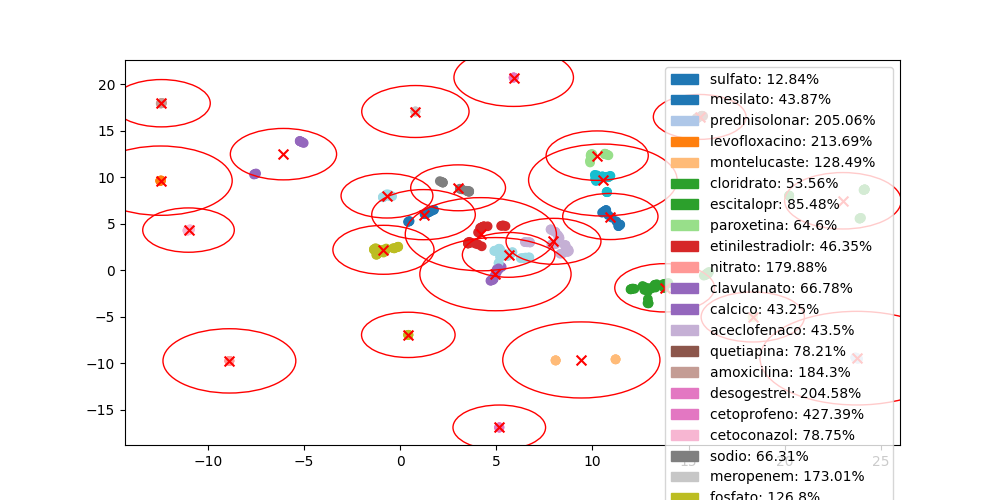 20
15
10
5
0
−5
−10
−15
−10
−5
0
5
10
15
20
25
sulfato: 12.84%
mesilato: 43.87%
prednisolonar: 205.06%
levofloxacino: 213.69%
montelucaste: 128.49%
cloridrato: 53.56%
escitalopr: 85.48%
paroxetina: 64.6%
etinilestradiolr: 46.35%
nitrato: 179.88%
clavulanato: 66.78%
calcico: 43.25%
aceclofenaco: 43.5%
quetiapina: 78.21%
amoxicilina: 184.3%
desogestrel: 204.58%
cetoprofeno: 427.39%
cetoconazol: 78.75%
sodio: 66.31%
meropenem: 173.01%
fosfato: 126.8%